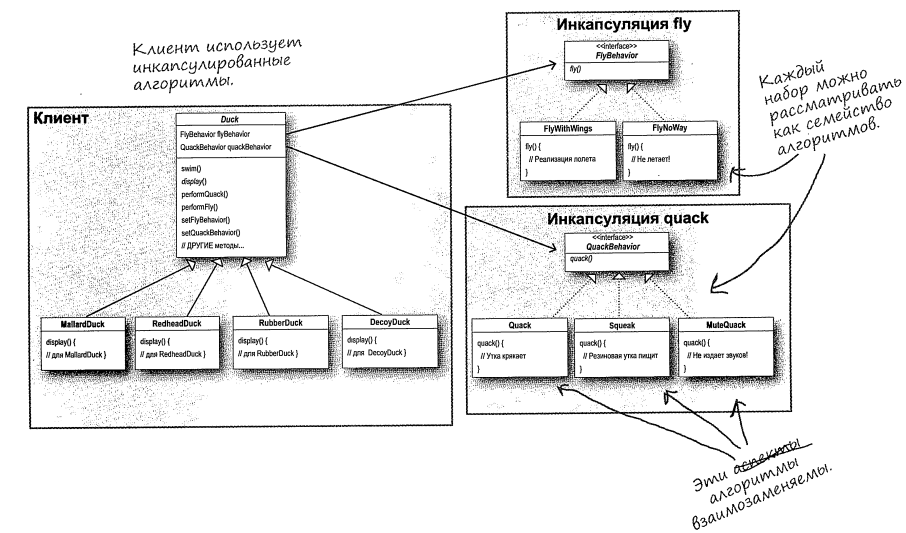 Клиент использует
инкапсулированные
алгоритмы.
Инкапсуляция fly
<<interface>>
FlyBehavior
fly()
FlyWithWings
fly() {
// Реализация полета
}
FlyNoWay
fly() {
// Не летает!
}
Каждый
набор можно
рассматривать
как семейство
алгоритмов.
Клиент
Duck
FlyBehavior flyBehavior
QuackBehavior quackBehavior
swim()
display()
performQuack()
performFly()
setFlyBehavior()
setQuackBehavior()
// ДРУГИЕ методы...
MallardDuck
display() {
// для MallardDuck }
RedheadDuck
display() {
// для RedheadDuck }
RubberDuck
display() {
// для RubberDuck }
DecoyDuck
display() {
// для DecoyDuck }
Инкапсуляция quack
<<interface>>
QuackBehavior
quack()
Quack
quack() {
// Утка крякает
}
Squeak
quack() {
// Резиновая утка пищит
}
MuteQuack
quack() {
// Не издает звуков!
}
Эти аспекты
алгоритмы
взаимозаменяемы.